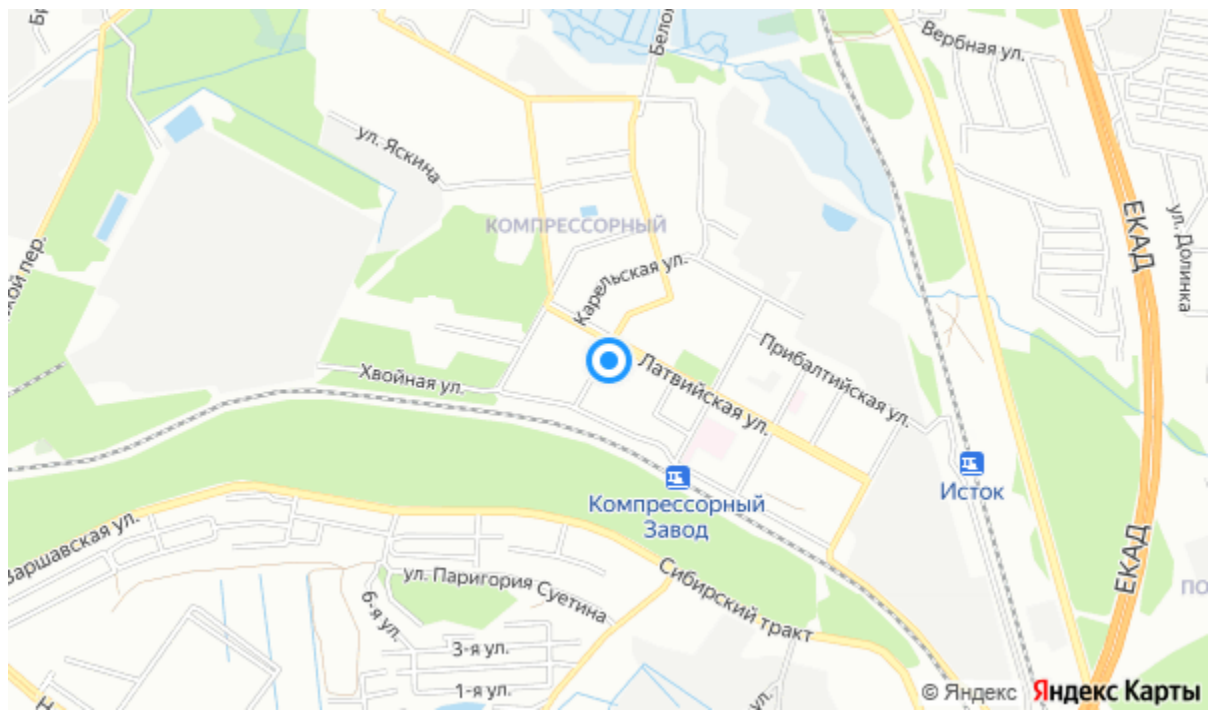 Вербная ул.
ул. Яскина
КОМПРЕССОРНЫЙ
ЕКАД
ул. Долинка
Карельская ул.
Прибалтийская ул.
Хвойная ул.
Латвийская ул.
Исток
Компрессорный
Завод
Варшавская ул.
ЕКАД
Сибирский тракт
ул. Паригория Суетина
6-я ул.
3-я ул.
1-я ул.
© Яндекс Яндекс Карты